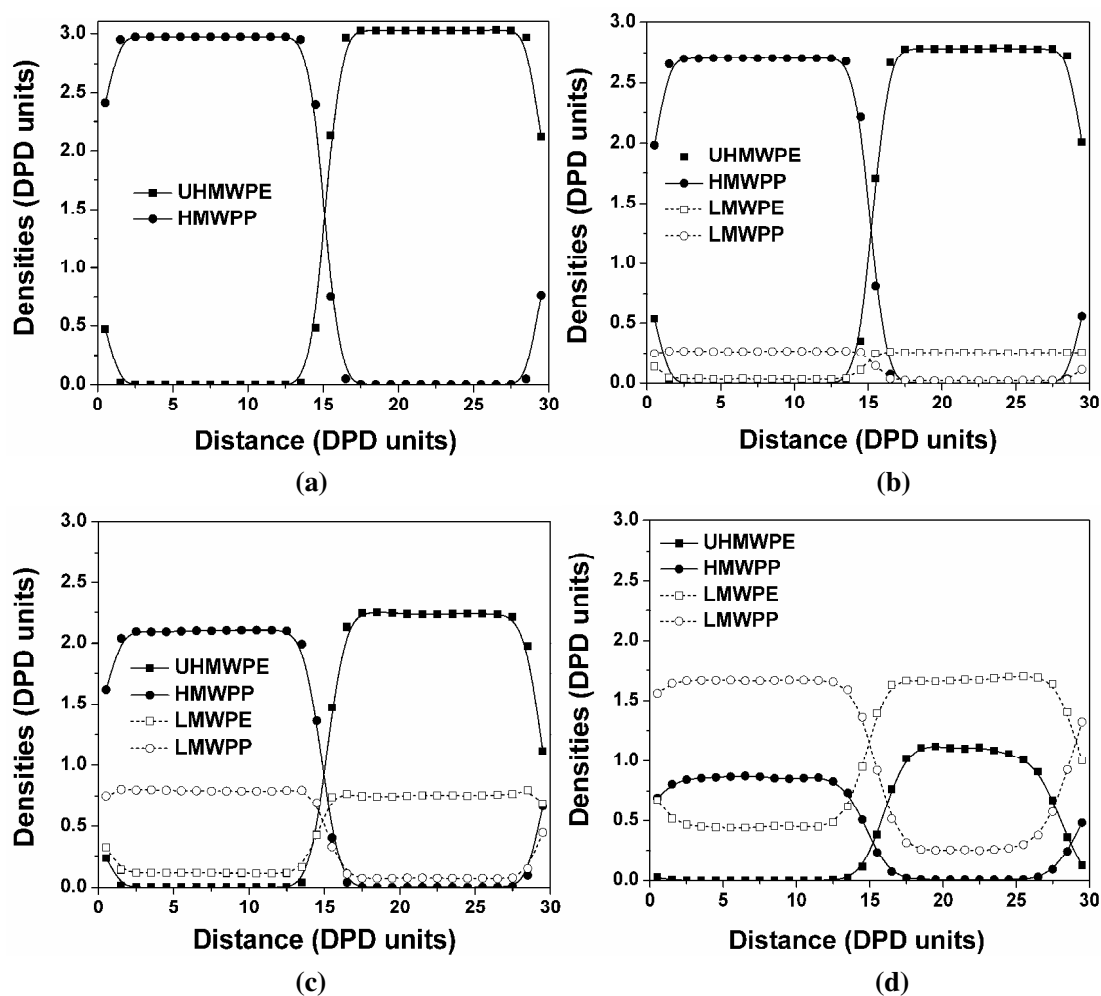 Densities (DPD units)
3.0
2.5
2.0
1.5
1.0
0.5
0.0
UHMWPE
HMWPP
0 5 10 15 20 25 30
Distance (DPD units)
(a)
Densities (DPD units)
3.0
2.5
2.0
1.5
1.0
0.5
0.0
UHMWPE
HMWPP
LMWPE
LMWPP
0 5 10 15 20 25 30
Distance (DPD units)
(b)
Densities (DPD units)
3.0
2.5
2.0
1.5
1.0
0.5
0.0
UHMWPE
HMWPP
LMWPE
LMWPP
0 5 10 15 20 25 30
Distance (DPD units)
(c)
Densities (DPD units)
3.0
2.5
2.0
1.5
1.0
0.5
0.0
UHMWPE
HMWPP
LMWPE
LMWPP
0 5 10 15 20 25 30
Distance (DPD units)
(d)